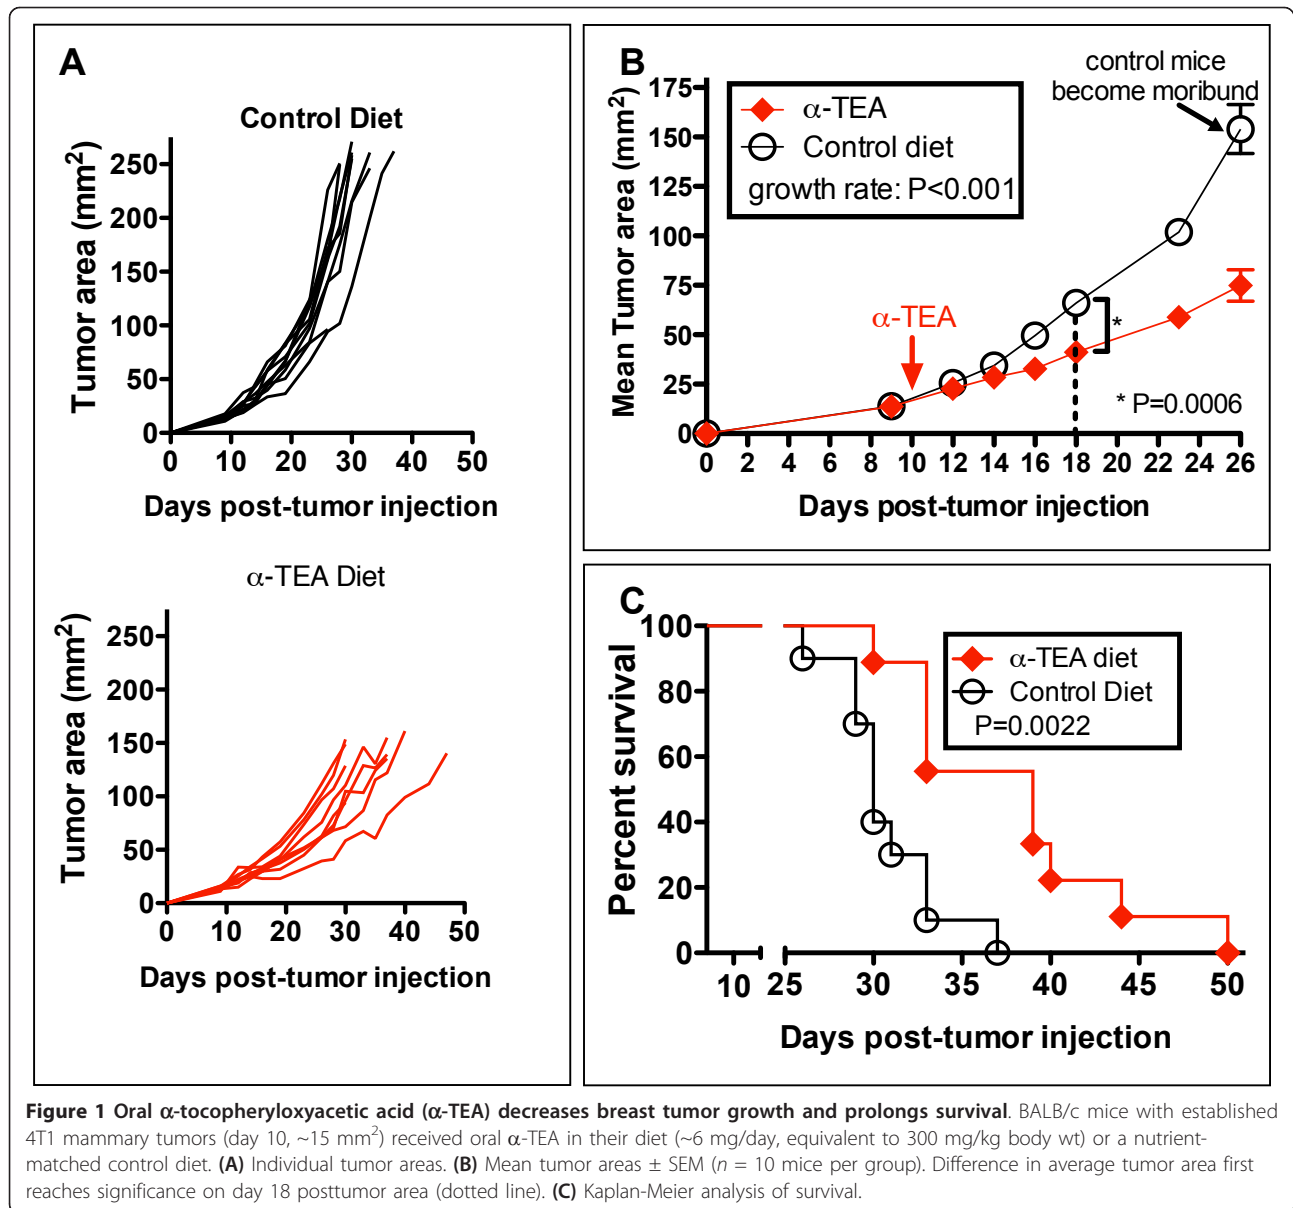 A
Control Diet
Tumor area (mm²)
250
200
150
100
50
0
0 10 20 30 40 50
Days post-tumor injection
α-TEA Diet
Tumor area (mm²)
250
200
150
100
50
0
0 10 20 30 40 50
Days post-tumor injection
B
control mice
become moribund
Mean Tumor area (mm²)
175
150
125
100
75
50
25
0
α-TEA
Control diet
growth rate: P<0.001
α-TEA
*
* P=0.0006
0 2 4 6 8 10 12 14 16 18 20 22 24 26
Days post-tumor injection
C
Percent survival
100
80
60
40
20
0
α-TEA diet
Control Diet
P=0.0022
10 25 30 35 40 45 50
Days post-tumor injection
Figure 1 Oral α-tocopheryloxyacetic acid (α-TEA) decreases breast tumor growth and prolongs survival. BALB/c mice with established
4T1 mammary tumors (day 10, ~15 mm²) received oral α-TEA in their diet (~6 mg/day, equivalent to 300 mg/kg body wt) or a nutrient-
matched control diet. (A) Individual tumor areas. (B) Mean tumor areas ± SEM (n = 10 mice per group). Difference in average tumor area first
reaches significance on day 18 posttumor area (dotted line). (C) Kaplan-Meier analysis of survival.